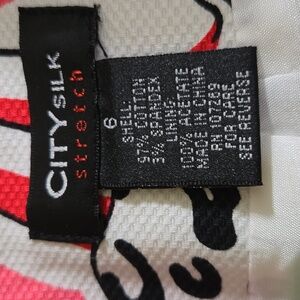 CITY SILK
stretch
6
SHELL
97% COTTON
3% SPANDEX
LINING
100% ACETATE
MADE IN CHINA
RN 107269
FOR CARE
SEE REVERSE